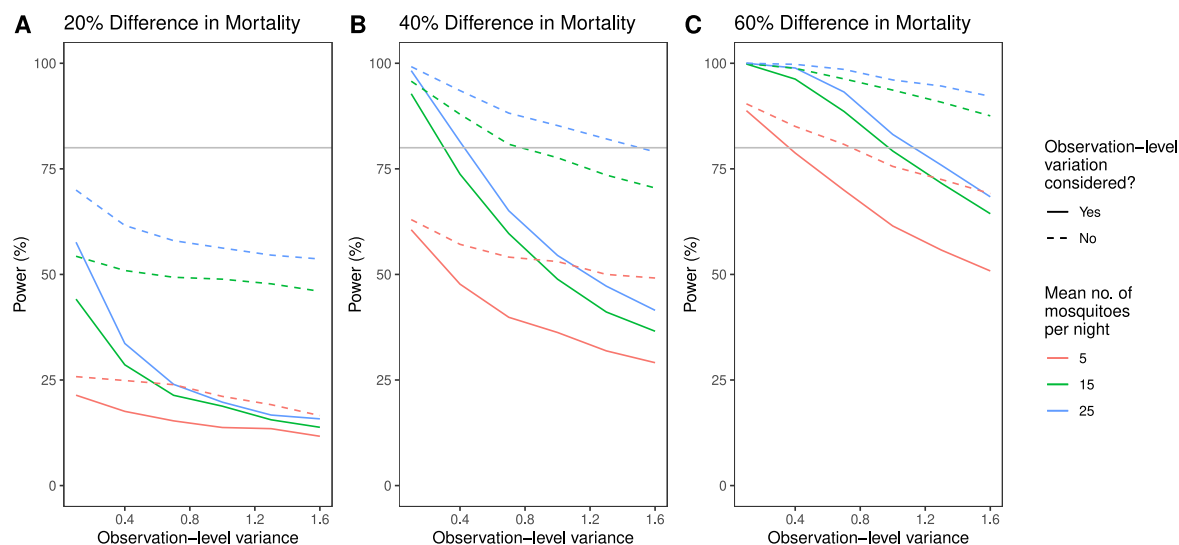 A 20% Difference in Mortality
100
75
50
25
0
Power (%)
0.4 0.8 1.2 1.6
Observation−level variance
B 40% Difference in Mortality
100
75
50
25
0
Power (%)
0.4 0.8 1.2 1.6
Observation−level variance
C 60% Difference in Mortality
100
75
50
25
0
Power (%)
0.4 0.8 1.2 1.6
Observation−level variance
Observation−level
variation
considered?
Yes
No
Mean no. of
mosquitoes
per night
5
15
25